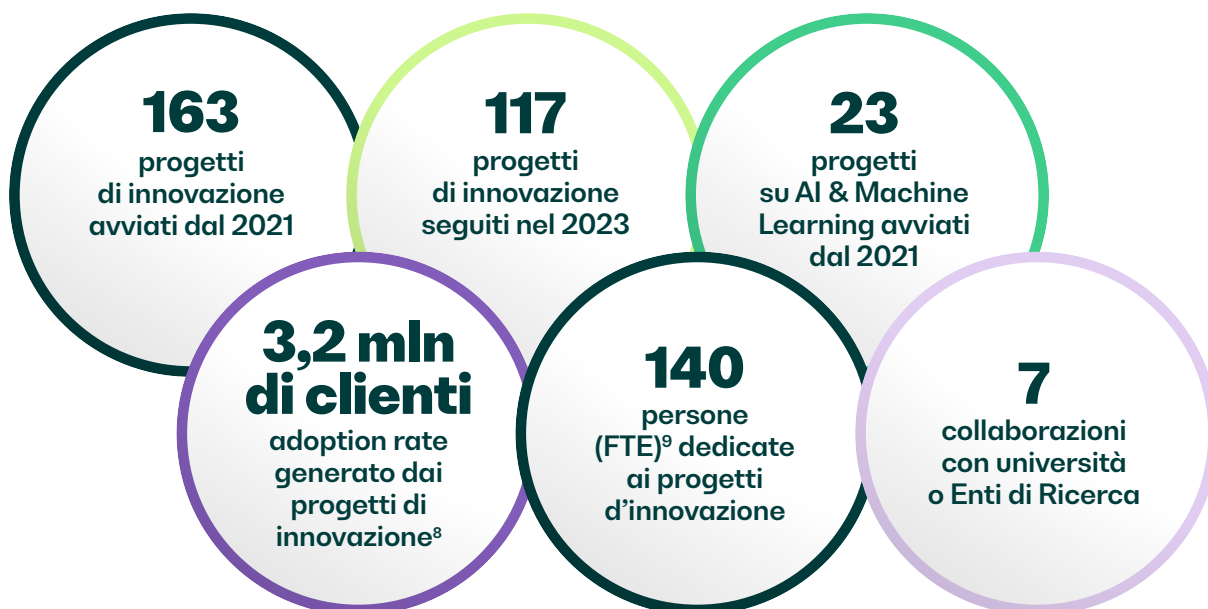 163
progetti
di innovazione
avviati dal 2021
117
progetti
di innovazione
seguiti nel 2023
23
progetti
su AI & Machine
Learning avviati
dal 2021
3,2 mln
di clienti
adoption rate
generato dai
progetti di
innovazione⁸
140
persone
(FTE)⁹ dedicate
ai progetti
d’innovazione
7
collaborazioni
con università
o Enti di Ricerca